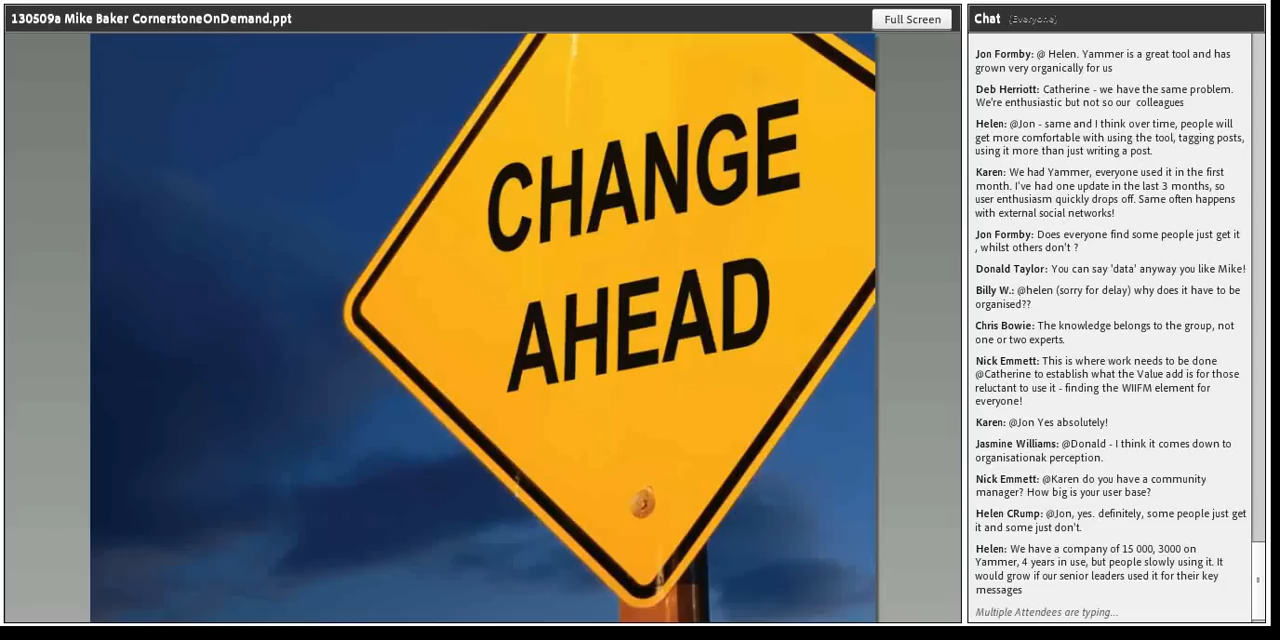 130509a Mike Baker CornerstoneOnDemand.ppt
Full Screen
CHANGE
AHEAD
Chat (Everyone)
Jon Formby: @ Helen. Yammer is a great tool and has
grown very organically for us
Deb Herriott: Catherine - we have the same problem.
We're enthusiastic but not so our colleagues
Helen: @Jon - same and I think over time, people will
get more comfortable with using the tool, tagging posts,
using it more than just writing a post.
Karen: We had Yammer, everyone used it in the first
month. I've had one update in the last 3 months, so
user enthusiasm quickly drops off. Same often happens
with external social networks!
Jon Formby: Does everyone find some people just get it
, whilst others don't ?
Donald Taylor: You can say 'data' anyway you like Mike!
Billy W.: @helen (sorry for delay) why does it have to be
organised??
Chris Bowie: The knowledge belongs to the group, not
one or two experts.
Nick Emmett: This is where work needs to be done
@Catherine to establish what the Value add is for those
reluctant to use it - finding the WIIFM element for
everyone!
Karen: @Jon Yes absolutely!
Jasmine Williams: @Donald - I think it comes down to
organisationak perception.
Nick Emmett: @Karen do you have a community
manager? How big is your user base?
Helen CRump: @Jon, yes. definitely, some people just get
it and some just don't.
Helen: We have a company of 15 000, 3000 on
Yammer, 4 years in use, but people slowly using it. It
would grow if our senior leaders used it for their key
messages
Multiple Attendees are typing...